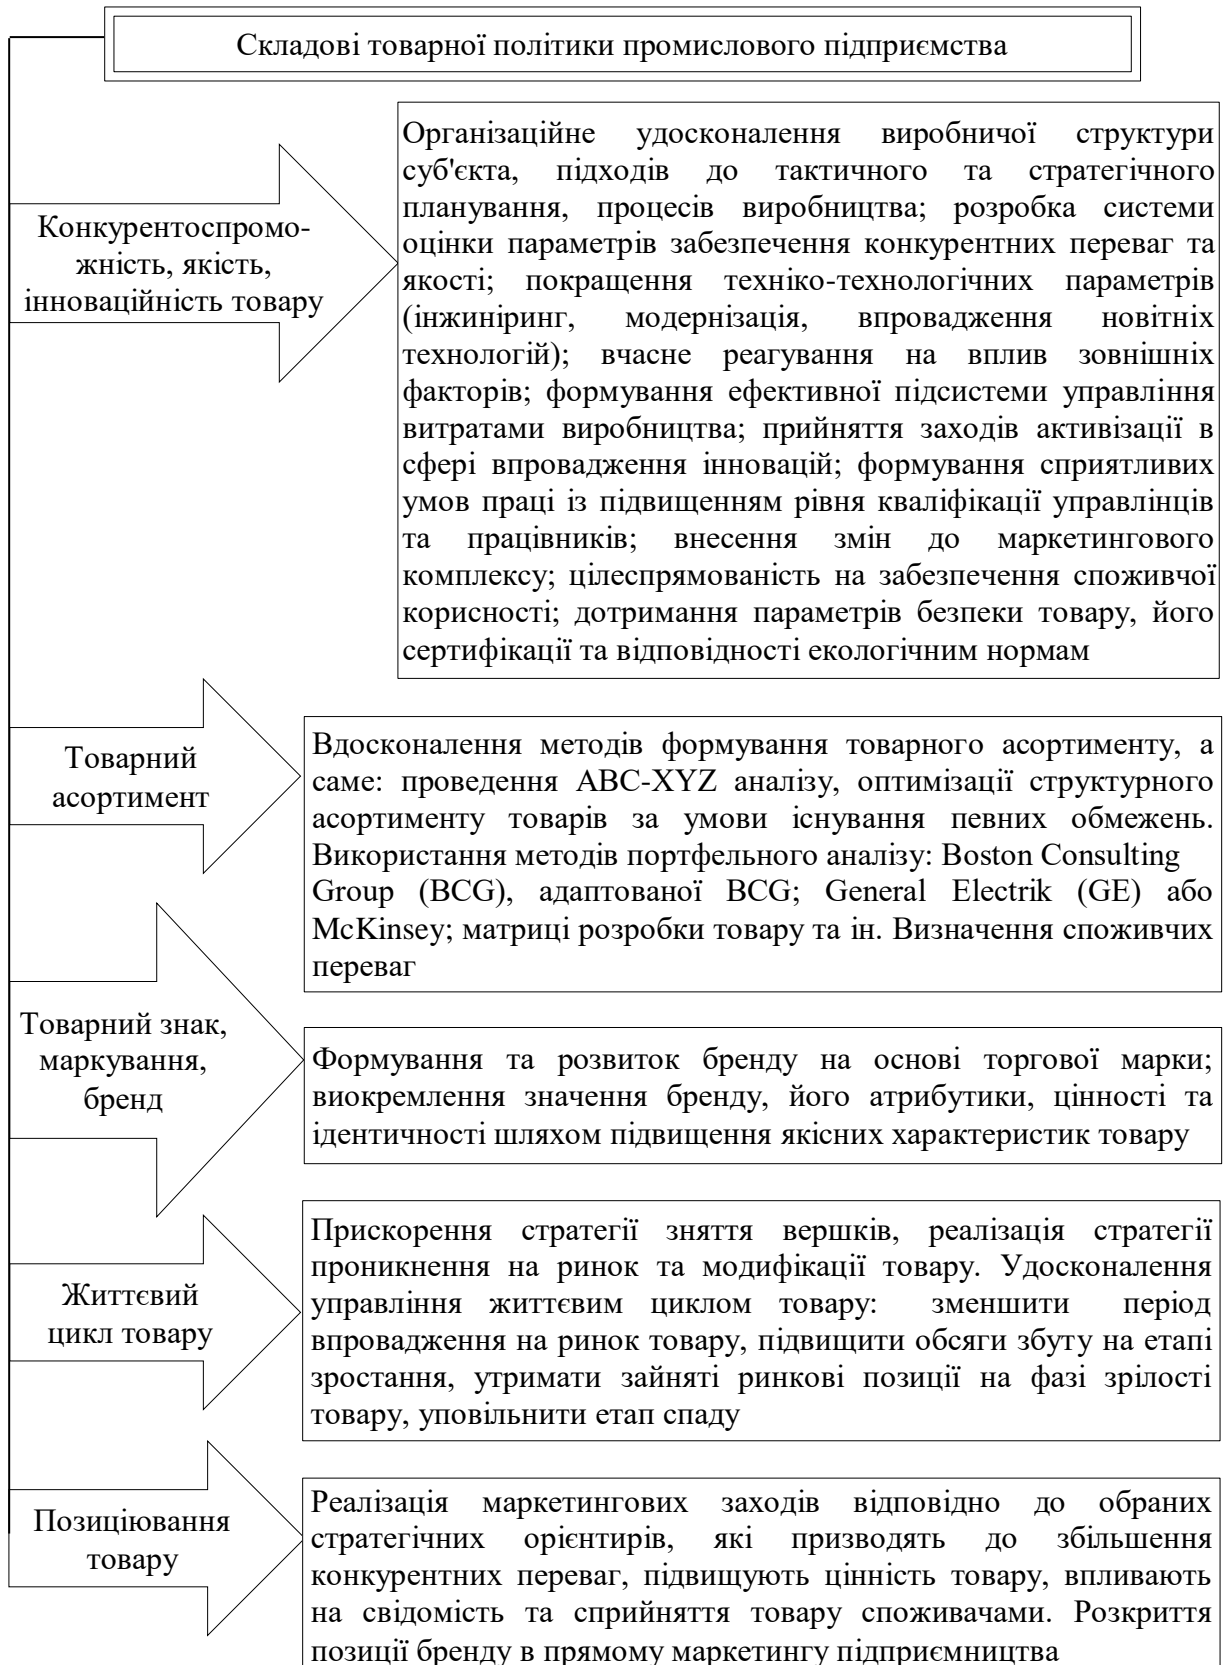 Складові товарної політики промислового підприємства
Конкурентоспромо-
жність, якість,
інноваційність товару
Організаційне удосконалення виробничої структури
суб'єкта, підходів до тактичного та стратегічного
планування, процесів виробництва; розробка системи
оцінки параметрів забезпечення конкурентних переваг та
якості; покращення техніко-технологічних параметрів
(інжиніринг, модернізація, впровадження новітніх
технологій); вчасне реагування на вплив зовнішніх
факторів; формування ефективної підсистеми управління
витратами виробництва; прийняття заходів активізації в
сфері впровадження інновацій; формування сприятливих
умов праці із підвищенням рівня кваліфікації управлінців
та працівників; внесення змін до маркетингового
комплексу; цілеспрямованість на забезпечення споживчої
корисності; дотримання параметрів безпеки товару, його
сертифікації та відповідності екологічним нормам
Товарний
асортимент
Вдосконалення методів формування товарного асортименту, а
саме: проведення ABC-XYZ аналізу, оптимізації структурного
асортименту товарів за умови існування певних обмежень.
Використання методів портфельного аналізу: Boston Consulting
Group (BCG), адаптованої BCG; General Electrik (GE) або
McKinsey; матриці розробки товару та ін. Визначення споживчих
переваг
Товарний знак,
маркування,
бренд
Формування та розвиток бренду на основі торгової марки;
виокремлення значення бренду, його атрибутики, цінності та
ідентичності шляхом підвищення якісних характеристик товару
Життєвий
цикл товару
Прискорення стратегії зняття вершків, реалізація стратегії
проникнення на ринок та модифікації товару. Удосконалення
управління життєвим циклом товару: зменшити період
впровадження на ринок товару, підвищити обсяги збуту на етапі
зростання, утримати зайняті ринкові позиції на фазі зрілості
товару, уповільнити етап спаду
Позиціювання
товару
Реалізація маркетингових заходів відповідно до обраних
стратегічних орієнтирів, які призводять до збільшення
конкурентних переваг, підвищують цінність товару, впливають
на свідомість та сприйняття товару споживачами. Розкриття
позиції бренду в прямому маркетингу підприємництва